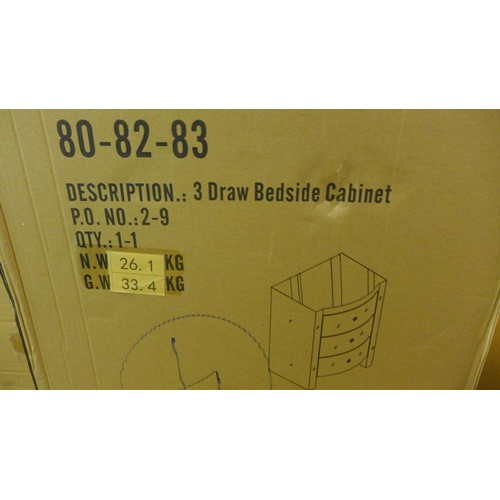 80-82-83
DESCRIPTION.: 3 Draw Bedside Cabinet
P.O. NO.:2-9
QTY.:1-1
N.W 26.1 KG
G.W 33.4 KG